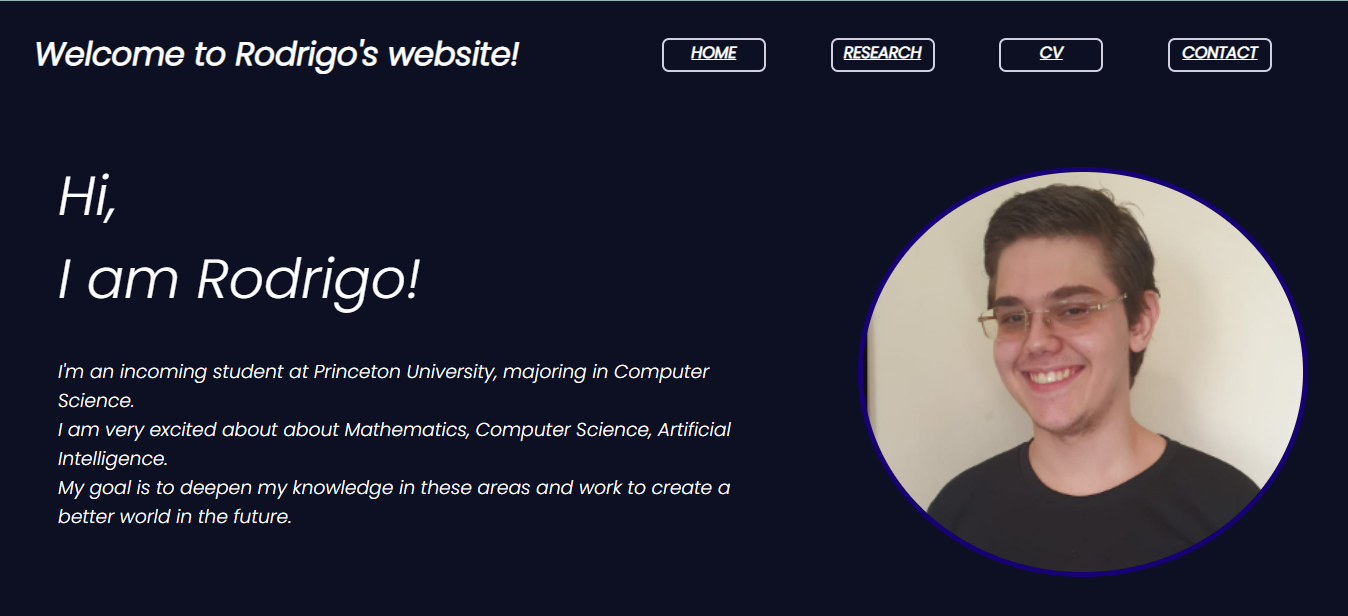 Welcome to Rodrigo's website!
HOME
RESEARCH
CV
CONTACT
Hi,
I am Rodrigo!
I'm an incoming student at Princeton University, majoring in Computer
Science.
I am very excited about about Mathematics, Computer Science, Artificial
Intelligence.
My goal is to deepen my knowledge in these areas and work to create a
better world in the future.